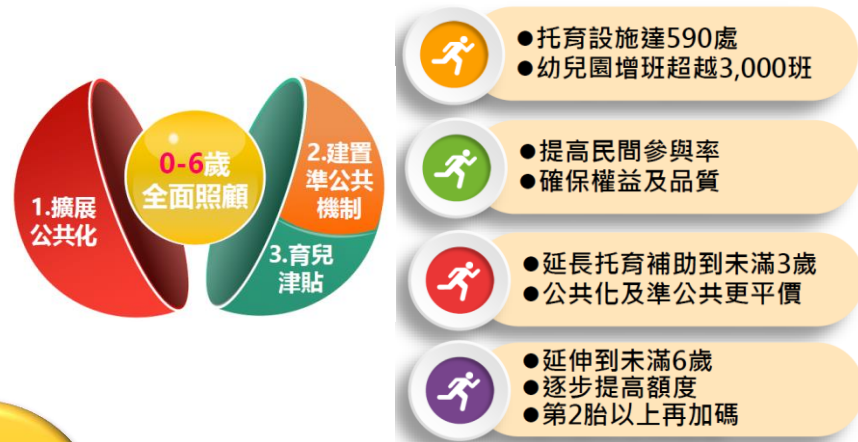 0-6歲
全面照顧
1.擴展
公共化
2.建置
準公共
機制
3.育兒
津貼
●托育設施達590處
●幼兒園增班超越3,000班
●提高民間參與率
●確保權益及品質
●延長托育補助到未滿3歲
●公共化及準公共更平價
●延伸到未滿6歲
●逐步提高額度
●第2胎以上再加碼